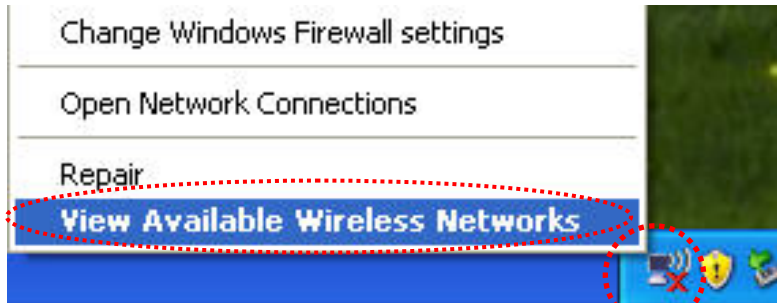 Change Windows Firewall settings
Open Network Connections
Repair
View Available Wireless Networks